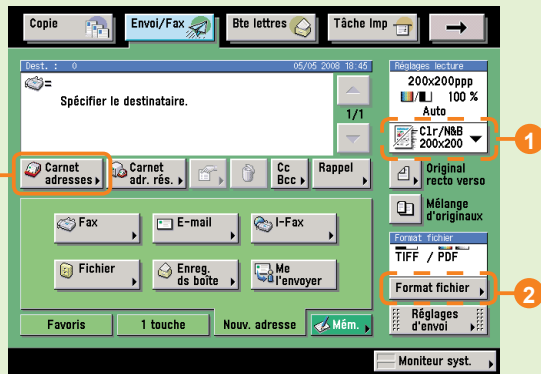 Copie
Envoi/Fax
Bte lettres
Tâche Imp
Dest. : 0
05/05 2008 18:45
Spécifier le destinataire.
1/1
Carnet
adresses
Carnet
adr. rés.
Cc
Bcc
Rappel
Fax
E-mail
I-Fax
Fichier
Enreg.
ds boîte
Me
l'envoyer
Favoris
1 touche
Nouv. adresse
Mém.
Réglages lecture
200x200ppp
100 %
Auto
Clr/N&B
200x200
1
Original
recto verso
Mélange
d'originaux
Format fichier
TIFF / PDF
Format fichier
2
Réglages
d'envoi
Moniteur syst.